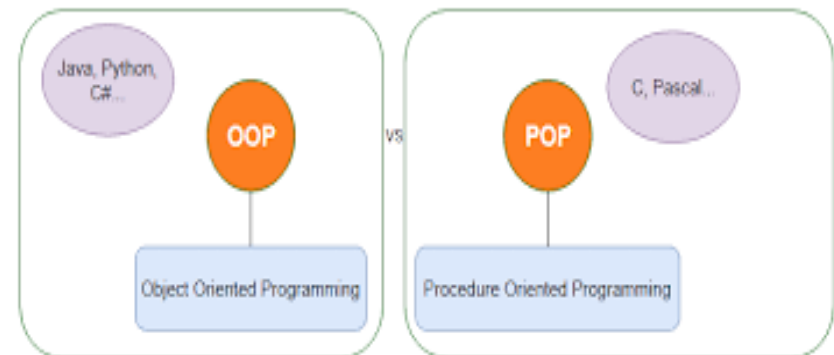 Java, Python,
C#...
OOP
Object Oriented Programming
vs
C, Pascal...
POP
Procedure Oriented Programming